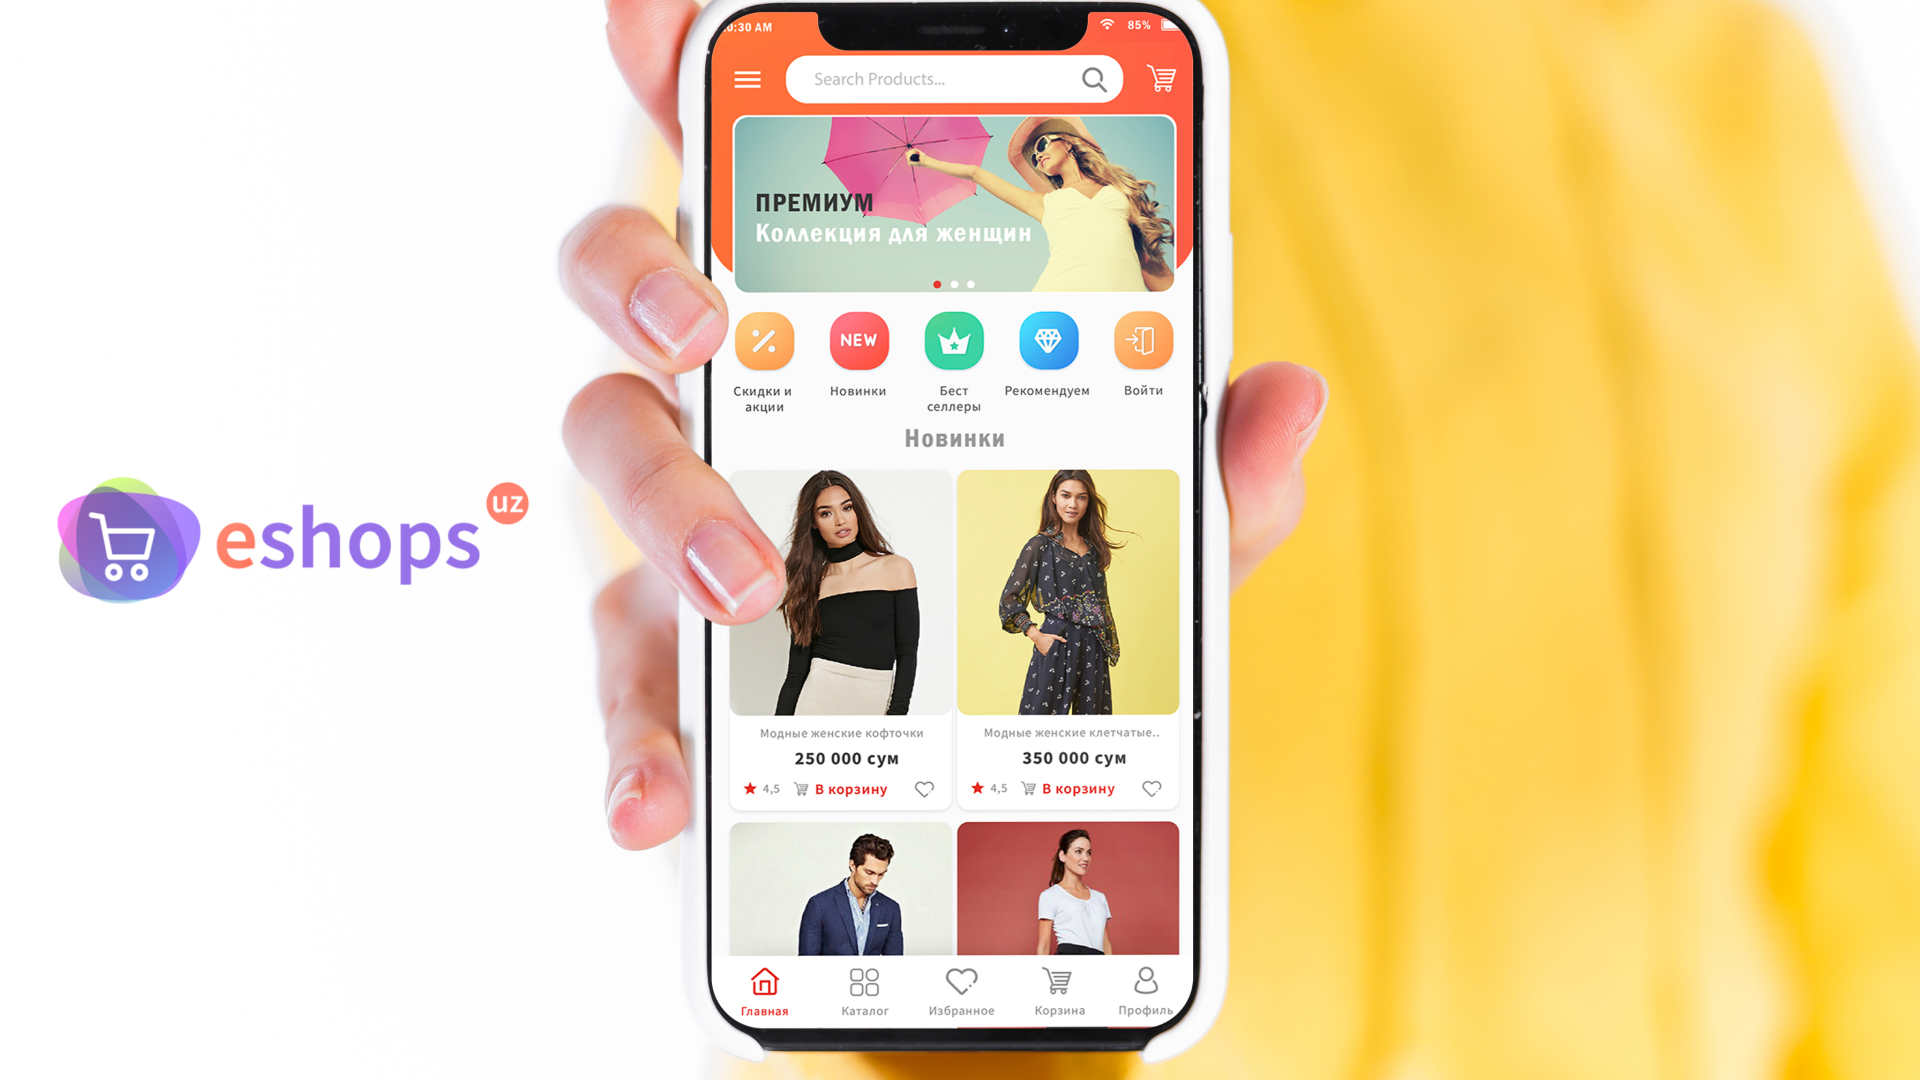 :30 AM
85%
Search Products...
ПРЕМИУМ
Коллекция для женщин
NEW
Скидки и
акции
Новинки
Бест
селлеры
Рекомендуем
Войти
Новинки
eshops uz
Модные женские кофточки
250 000 сум
4,5
В корзину
Модные женские клетчатые..
350 000 сум
4,5
В корзину
Главная
Каталог
Избранное
Корзина
Профиль